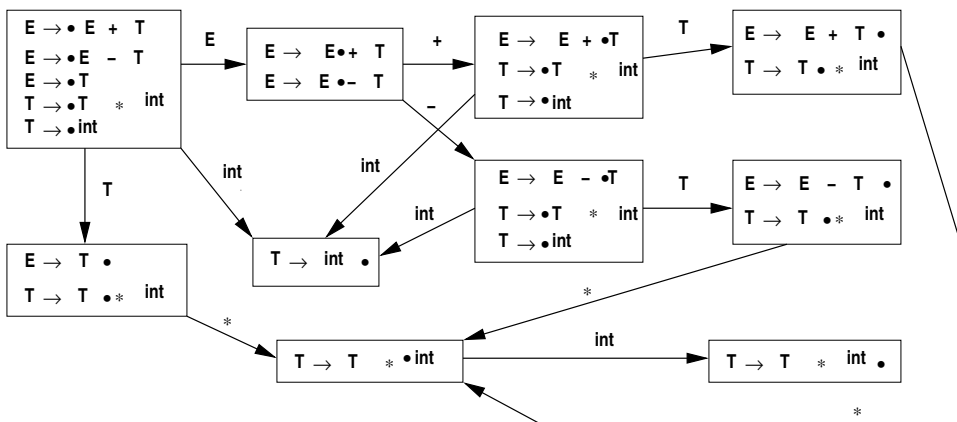 E → • E + T
E → • E − T
E → • T
T → • T * int
T → • int
E
E → E • + T
E → E • − T
+
−
E → E + • T
T → • T * int
T → • int
T
E → E + T •
T → T • * int
T
int
int
int
E → E − • T
T → • T * int
T → • int
T
E → E − T •
T → T • * int
E → T •
T → T • * int
T → int •
*
*
T → T * • int
int
T → T * int •
*